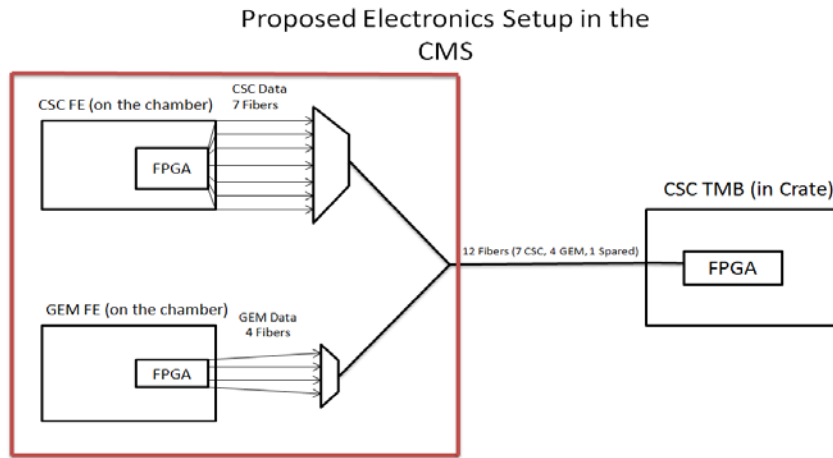 Proposed Electronics Setup in the
CMS
CSC Data
7 Fibers
CSC FE (on the chamber)
FPGA
CSC TMB (in Crate)
12 Fibers (7 CSC, 4 GEM, 1 Spared)
FPGA
GEM FE (on the chamber)
GEM Data
4 Fibers
FPGA